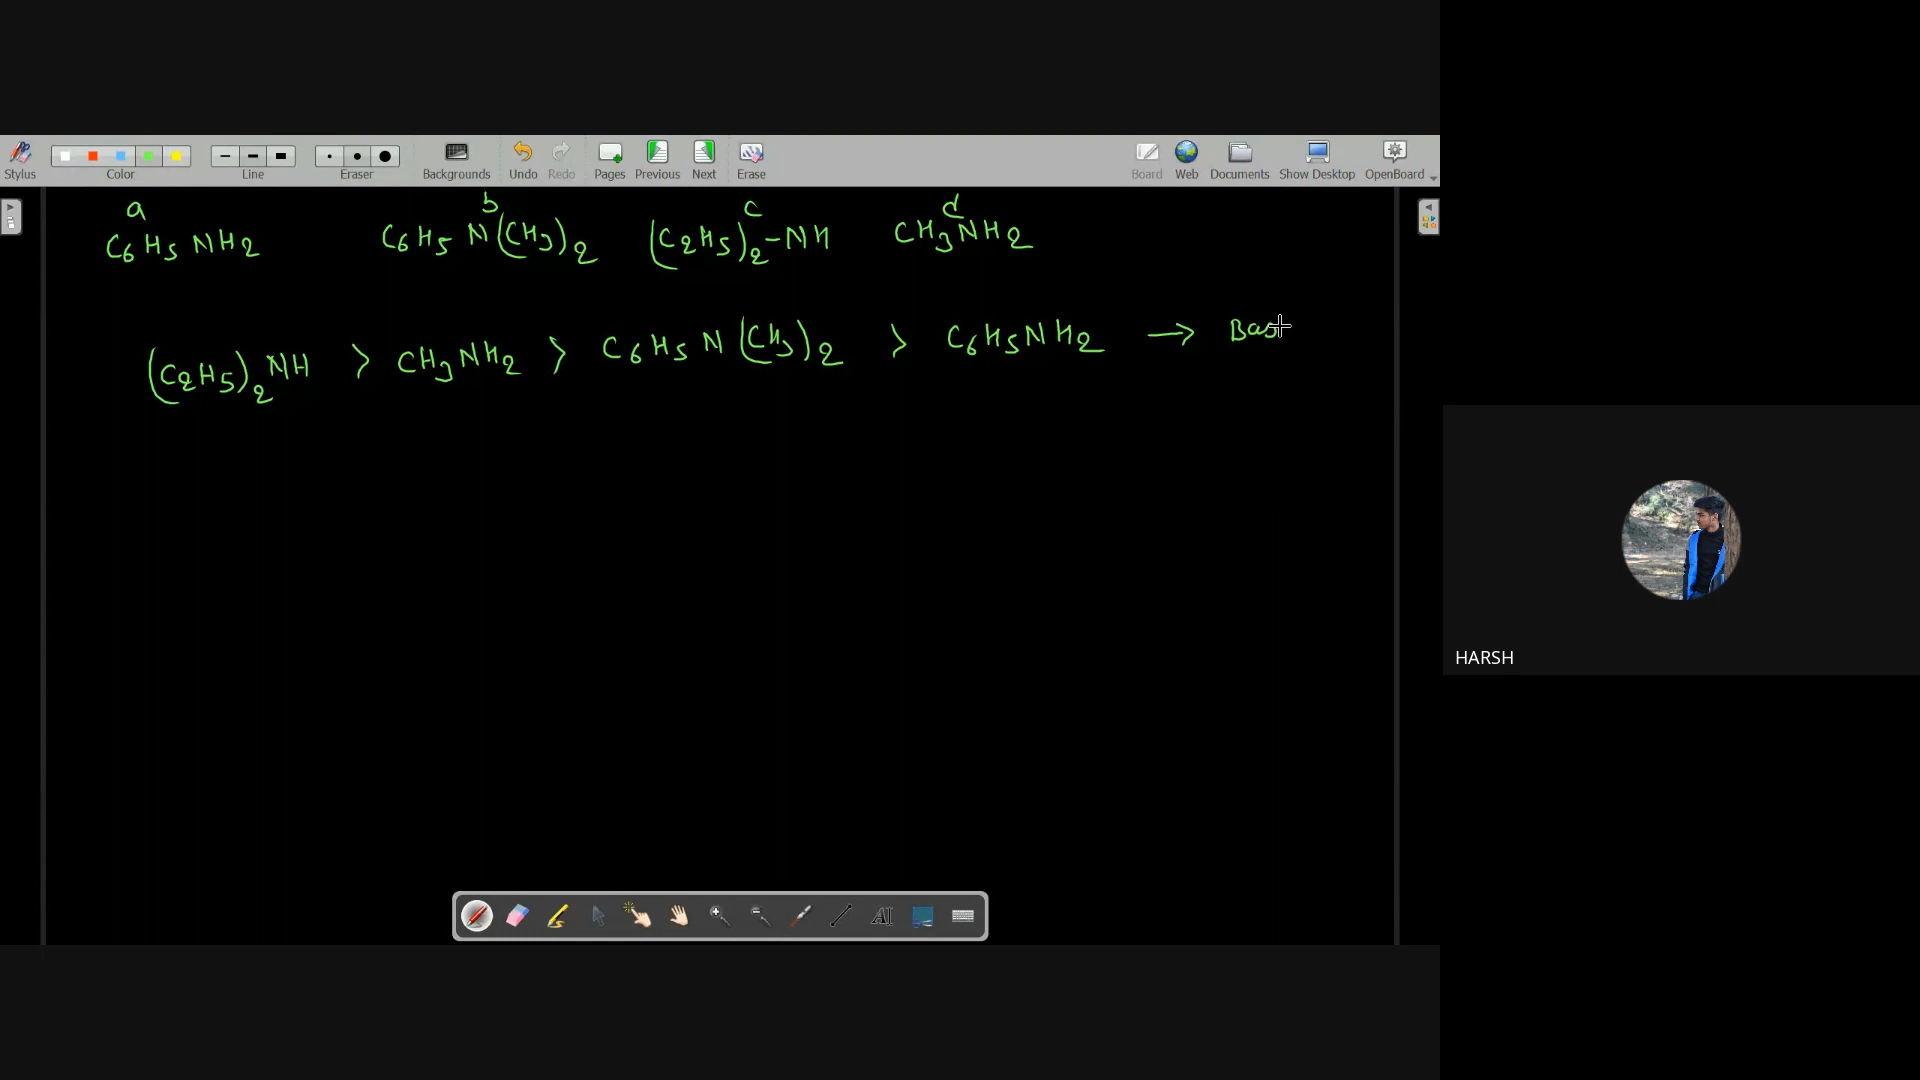 Stylus Color Line Eraser Backgrounds Undo Redo Pages Previous Next Erase Board Web Documents Show Desktop OpenBoard
a b c d
C6H5NH2 C6H5N(CH3)2 (C2H5)2-NH CH3NH2
(C2H5)2NH > CH3NH2 > C6H5N(CH3)2 > C6H5NH2 → Bas
HARSH